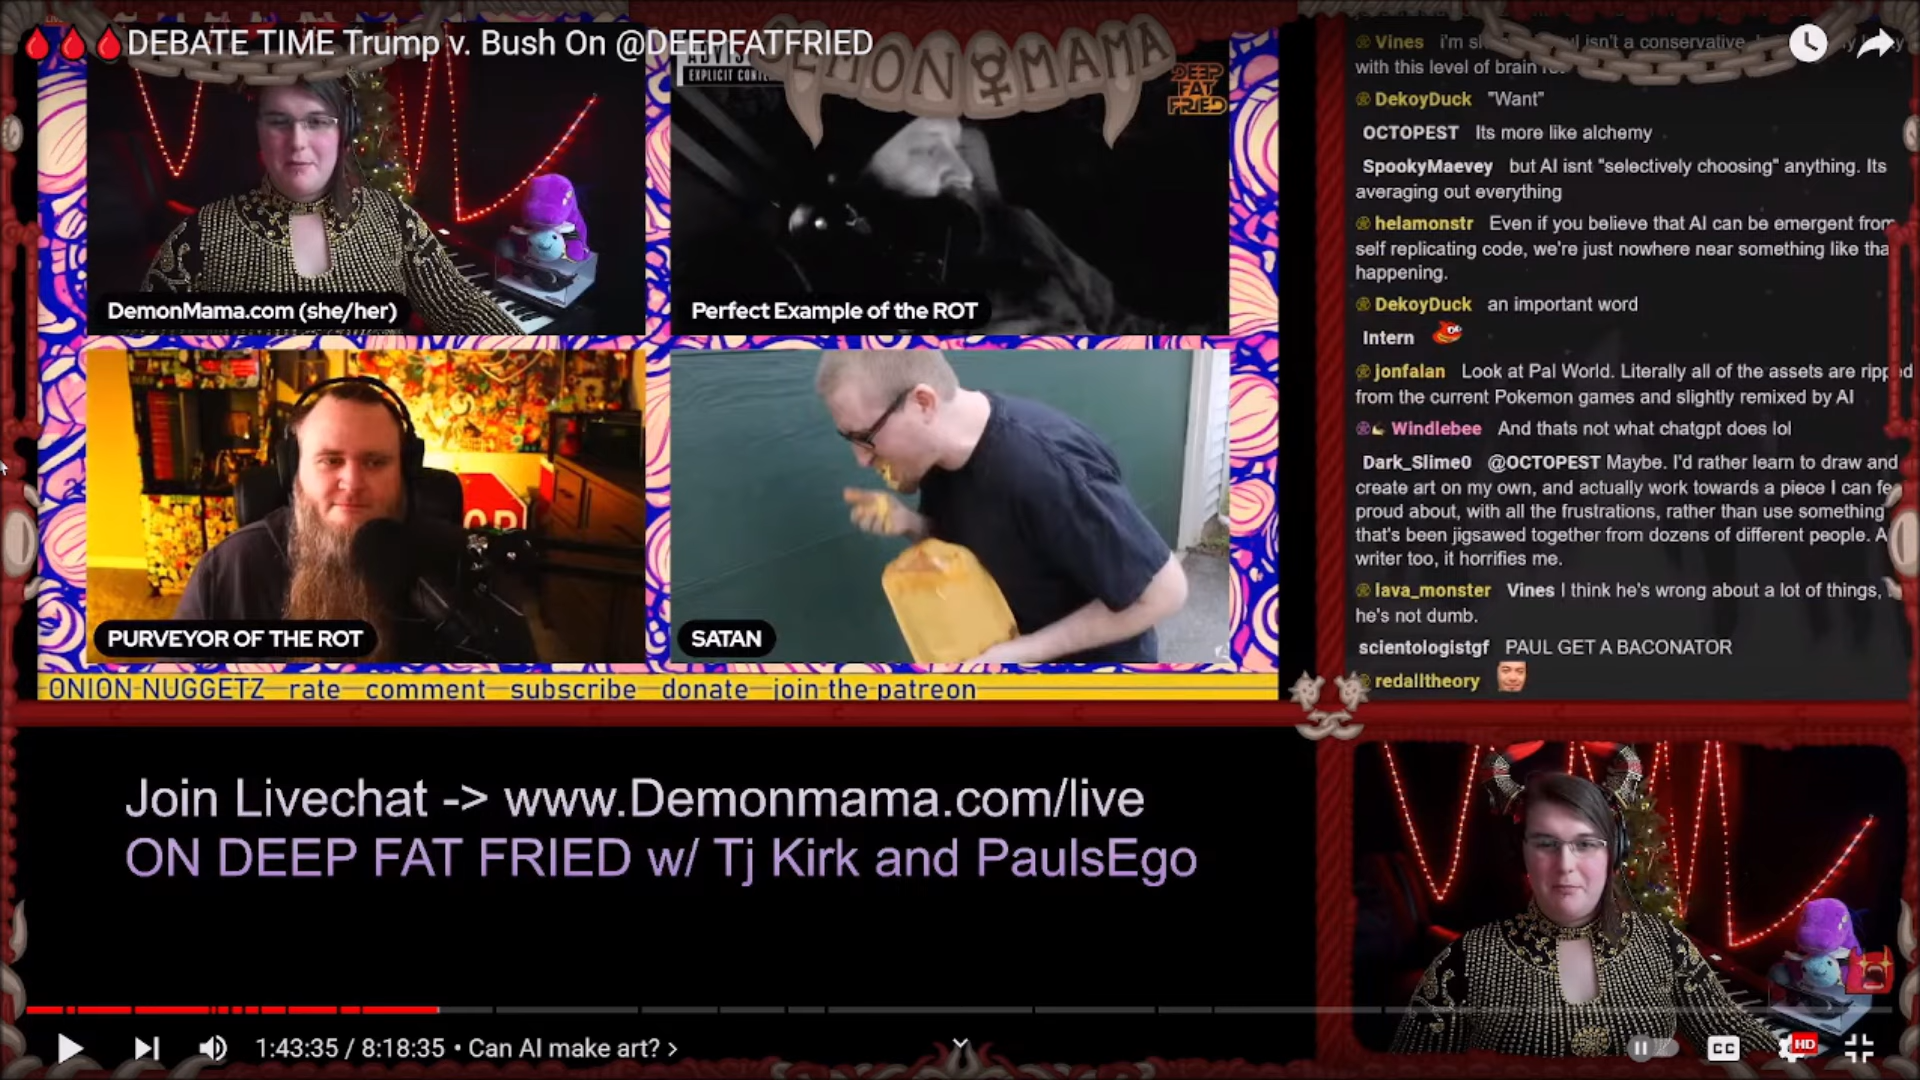 🩸🩸🩸DEBATE TIME Trump v. Bush On @DEEPFATFRIED
DEMON MAMA
EXPLICIT
DEEP
FAT
FRIED
DemonMama.com (she/her)
Perfect Example of the ROT
PURVEYOR OF THE ROT
SATAN
ONION NUGGETZ rate comment subscribe donate join the patreon
Vines i'm isn't a conservative
with this level of brain
DekoyDuck "Want"
OCTOPEST Its more like alchemy
SpookyMaevey but AI isnt "selectively choosing" anything. Its
averaging out everything
helamonstr Even if you believe that AI can be emergent from
self replicating code, we're just nowhere near something like tha
happening.
DekoyDuck an important word
Intern
jonfalan Look at Pal World. Literally all of the assets are ripped
from the current Pokemon games and slightly remixed by AI
Windlebee And thats not what chatgpt does lol
Dark_Slime0 @OCTOPEST Maybe. I'd rather learn to draw and
create art on my own, and actually work towards a piece I can fe
proud about, with all the frustrations, rather than use something
that's been jigsawed together from dozens of different people. A
writer too, it horrifies me.
lava_monster Vines I think he's wrong about a lot of things,
he's not dumb.
scientologistgf PAUL GET A BACONATOR
redalltheory
Join Livechat -> www.Demonmama.com/live
ON DEEP FAT FRIED w/ Tj Kirk and PaulsEgo
1:43:35 / 8:18:35 • Can AI make art? >
CC
HD